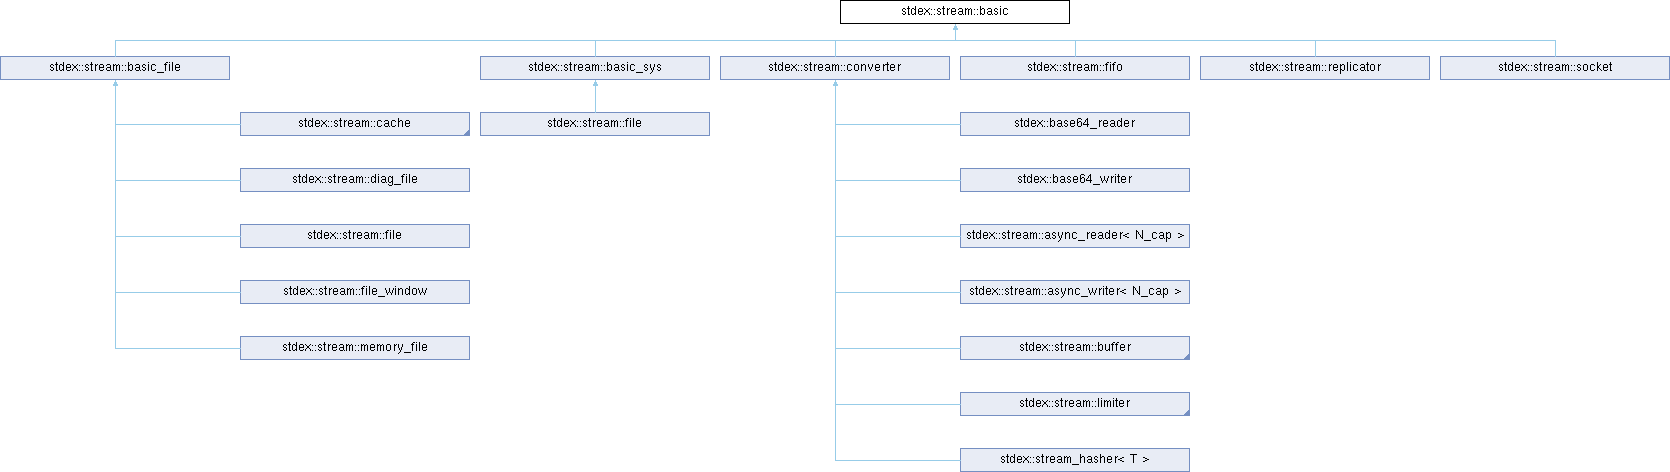 stdex::stream::basic
stdex::stream::basic_file
stdex::stream::basic_sys
stdex::stream::converter
stdex::stream::fifo
stdex::stream::replicator
stdex::stream::socket
stdex::stream::cache
stdex::stream::file
stdex::base64_reader
stdex::stream::diag_file
stdex::base64_writer
stdex::stream::file
stdex::stream::async_reader< N_cap >
stdex::stream::file_window
stdex::stream::async_writer< N_cap >
stdex::stream::memory_file
stdex::stream::buffer
stdex::stream::limiter
stdex::stream_hasher< T >